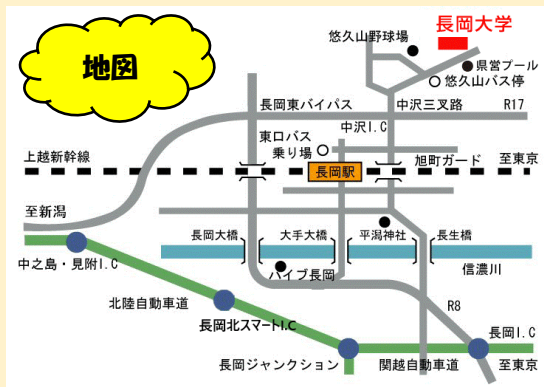 地図
長岡大学
悠久山野球場
県営プール
悠久山バス停
長岡東バイパス
中沢三叉路
R17
中沢I.C
東口バス
乗り場
旭町ガード
上越新幹線
至東京
長岡駅
至新潟
長岡大橋
大手大橋
平潟神社
長生橋
中之島・見附I.C
信濃川
ハイブ長岡
北陸自動車道
R8
長岡北スマートI.C
長岡I.C
長岡ジャンクション
関越自動車道
至東京